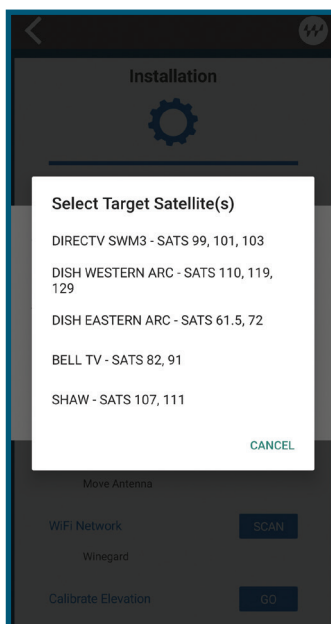 Installation
Select Target Satellite(s)
DIRECTV SWM3 - SATS 99, 101, 103
DISH WESTERN ARC - SATS 110, 119,
129
DISH EASTERN ARC - SATS 61.5, 72
BELL TV - SATS 82, 91
SHAW - SATS 107, 111
CANCEL
Move Antenna
WiFi Network SCAN
Winegard
Calibrate Elevation GO